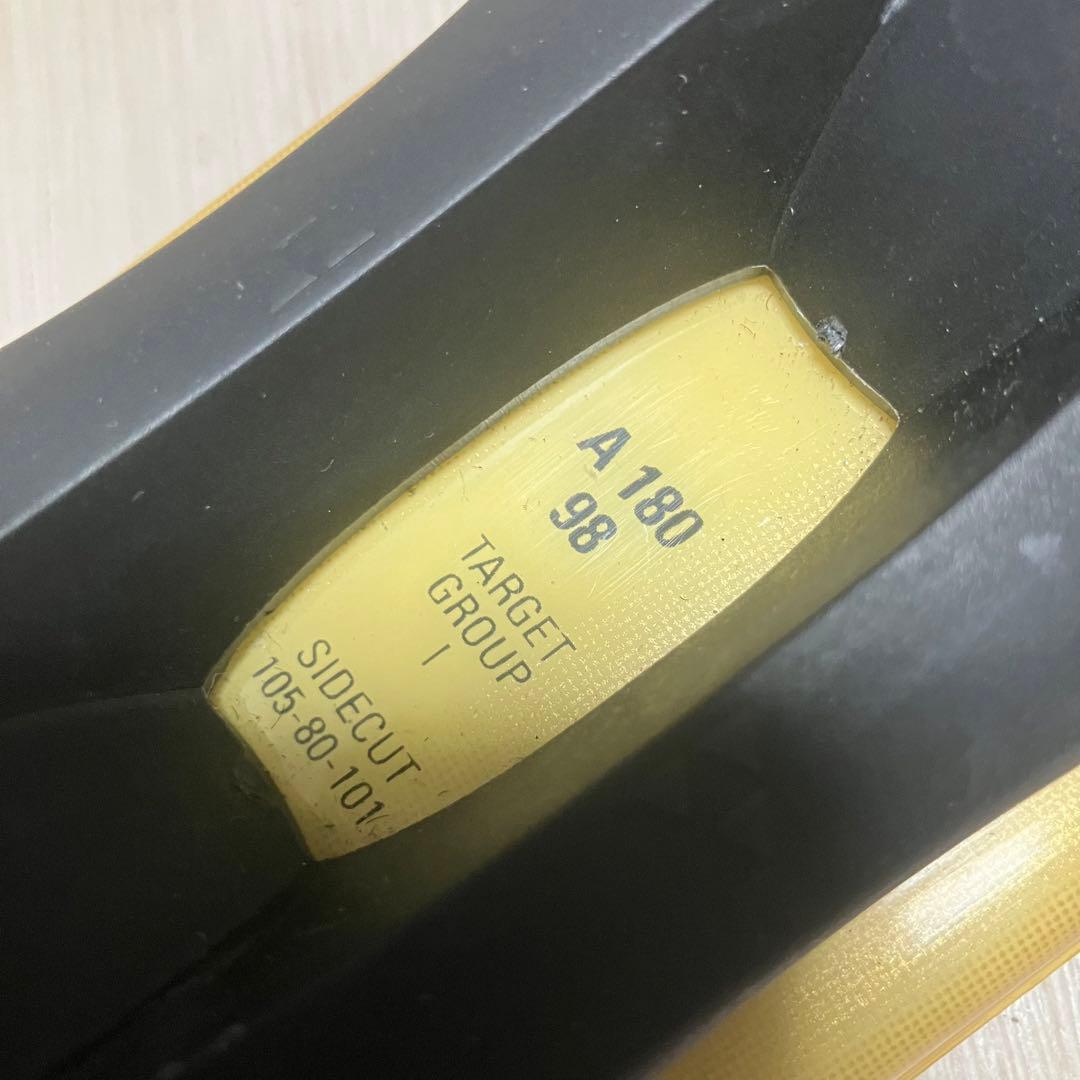 A 180
98
TARGET
GROUP
I
SIDECUT
105-80-101